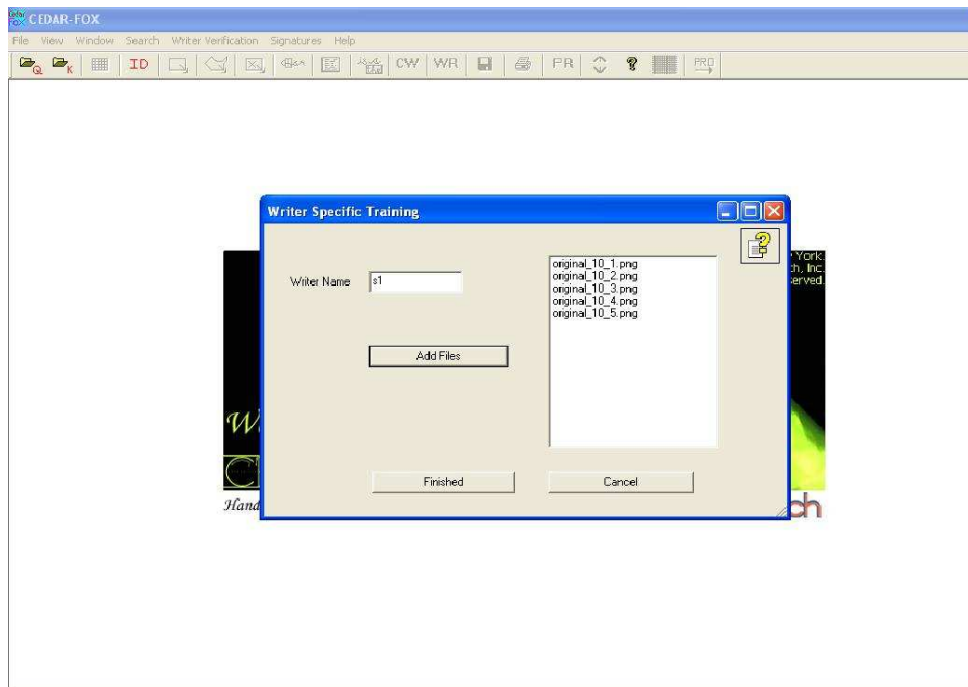 CEDAR-FOX
File View Window Search Writer Verification Signatures Help
Q K ID CW WR PR ? PRO
Writer Specific Training
Writer Name s1
Add Files
original_10_1.png
original_10_2.png
original_10_3.png
original_10_4.png
original_10_5.png
Finished Cancel
York.
h, Inc.
erved.
W
C
Hand
ch